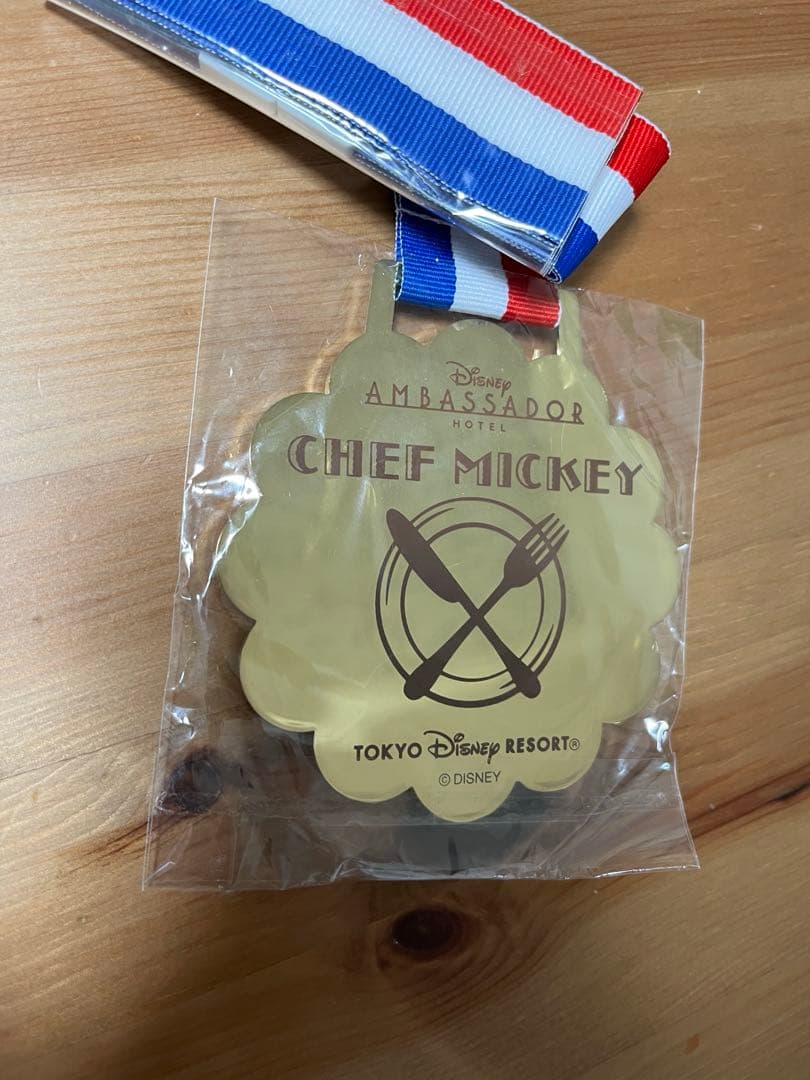 Disney
AMBASSADOR
HOTEL
CHEF MICKEY
TOKYO Disney RESORT®
© DISNEY